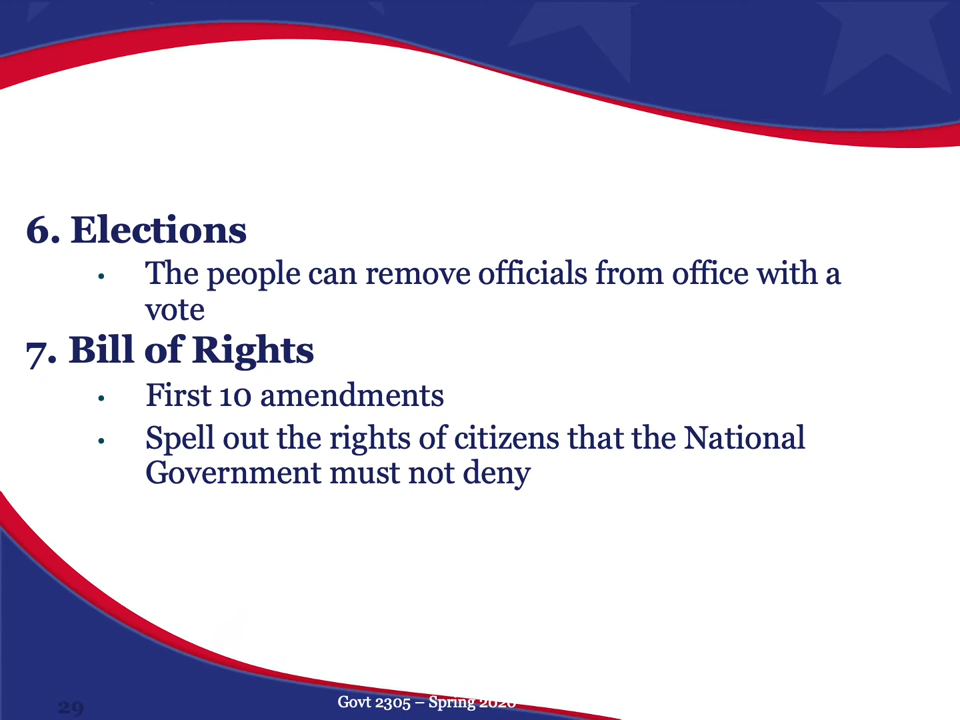 6. Elections
• The people can remove officials from office with a
vote
7. Bill of Rights
• First 10 amendments
• Spell out the rights of citizens that the National
Government must not deny
29
Govt 2305 – Spring 2020